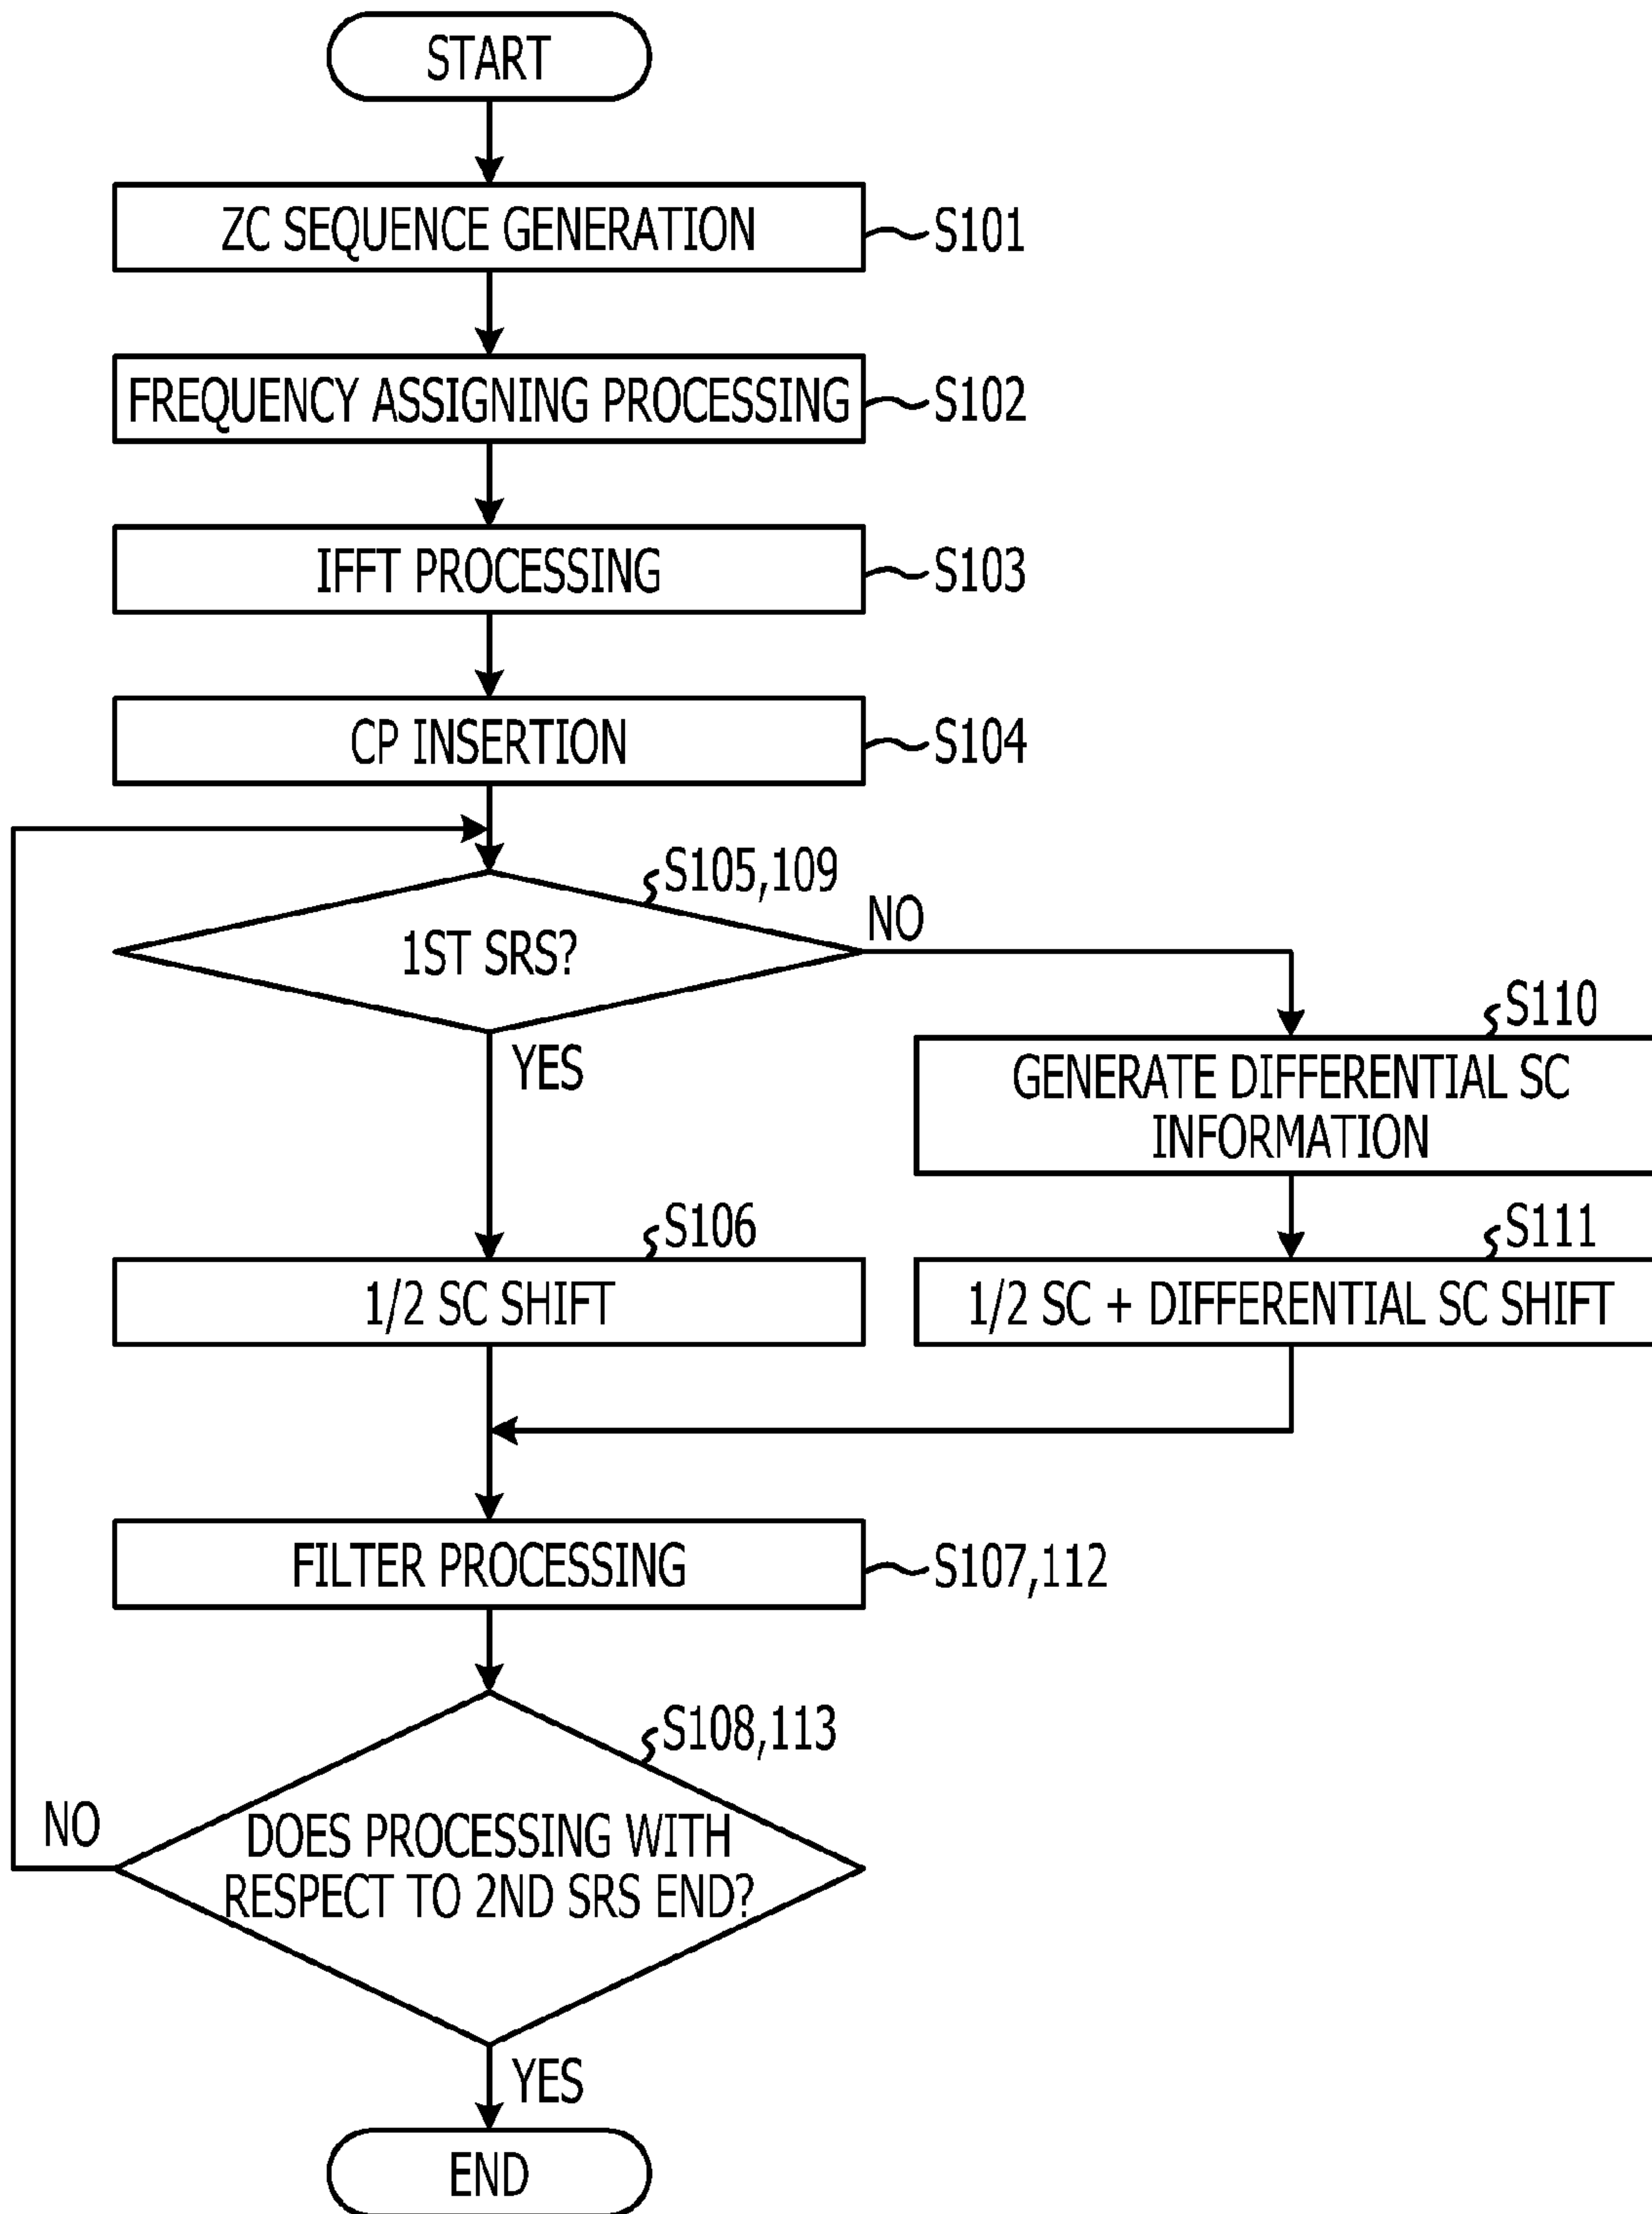 START
ZC SEQUENCE GENERATION
S101
FREQUENCY ASSIGNING PROCESSING
S102
IFFT PROCESSING
S103
CP INSERTION
S104
S105,109
1ST SRS?
NO
YES
S110
GENERATE DIFFERENTIAL SC
INFORMATION
S106
1/2 SC SHIFT
S111
1/2 SC + DIFFERENTIAL SC SHIFT
FILTER PROCESSING
S107,112
S108,113
DOES PROCESSING WITH
RESPECT TO 2ND SRS END?
NO
YES
END